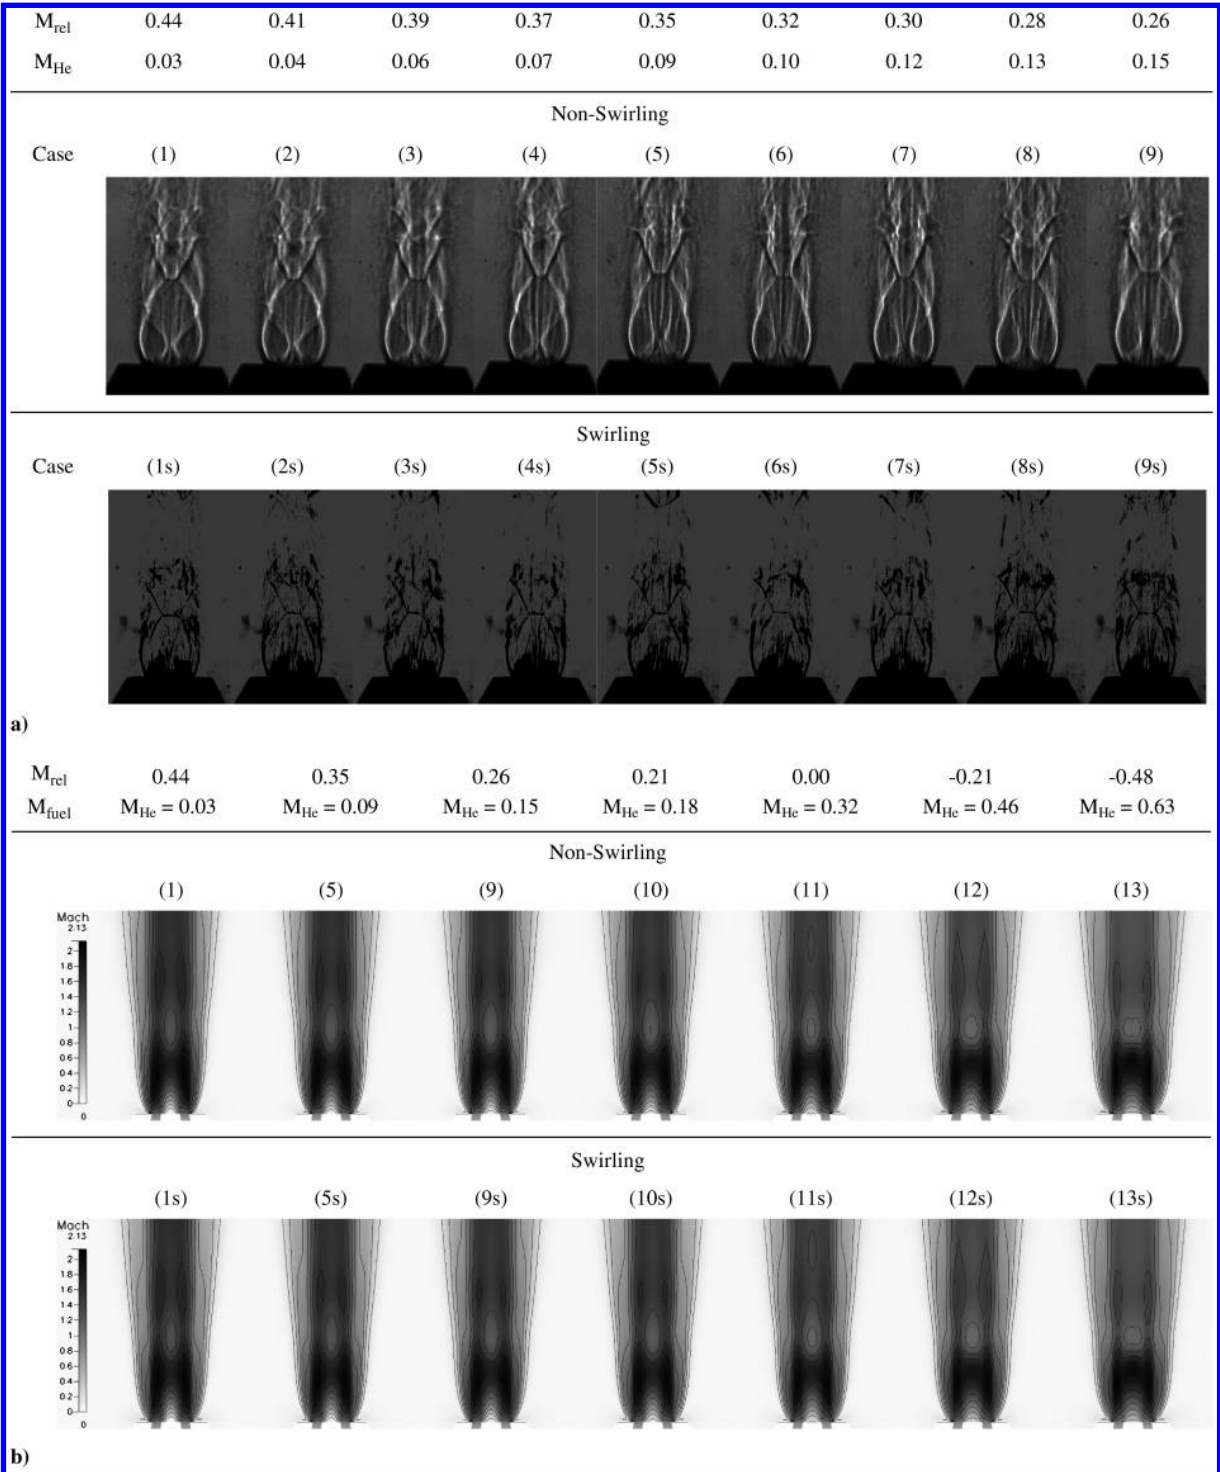 M_rel 0.44 0.41 0.39 0.37 0.35 0.32 0.30 0.28 0.26
M_He 0.03 0.04 0.06 0.07 0.09 0.10 0.12 0.13 0.15
Non-Swirling
Case (1) (2) (3) (4) (5) (6) (7) (8) (9)
Swirling
Case (1s) (2s) (3s) (4s) (5s) (6s) (7s) (8s) (9s)
a)
M_rel 0.44 0.35 0.26 0.21 0.00 -0.21 -0.48
M_fuel M_He = 0.03 M_He = 0.09 M_He = 0.15 M_He = 0.18 M_He = 0.32 M_He = 0.46 M_He = 0.63
Non-Swirling
(1) (5) (9) (10) (11) (12) (13)
Mach
2.13
2
1.8
1.6
1.4
1.2
1
0.8
0.6
0.4
0.2
0
0
Swirling
(1s) (5s) (9s) (10s) (11s) (12s) (13s)
Mach
2.13
2
1.8
1.6
1.4
1.2
1
0.8
0.6
0.4
0.2
0
0
b)